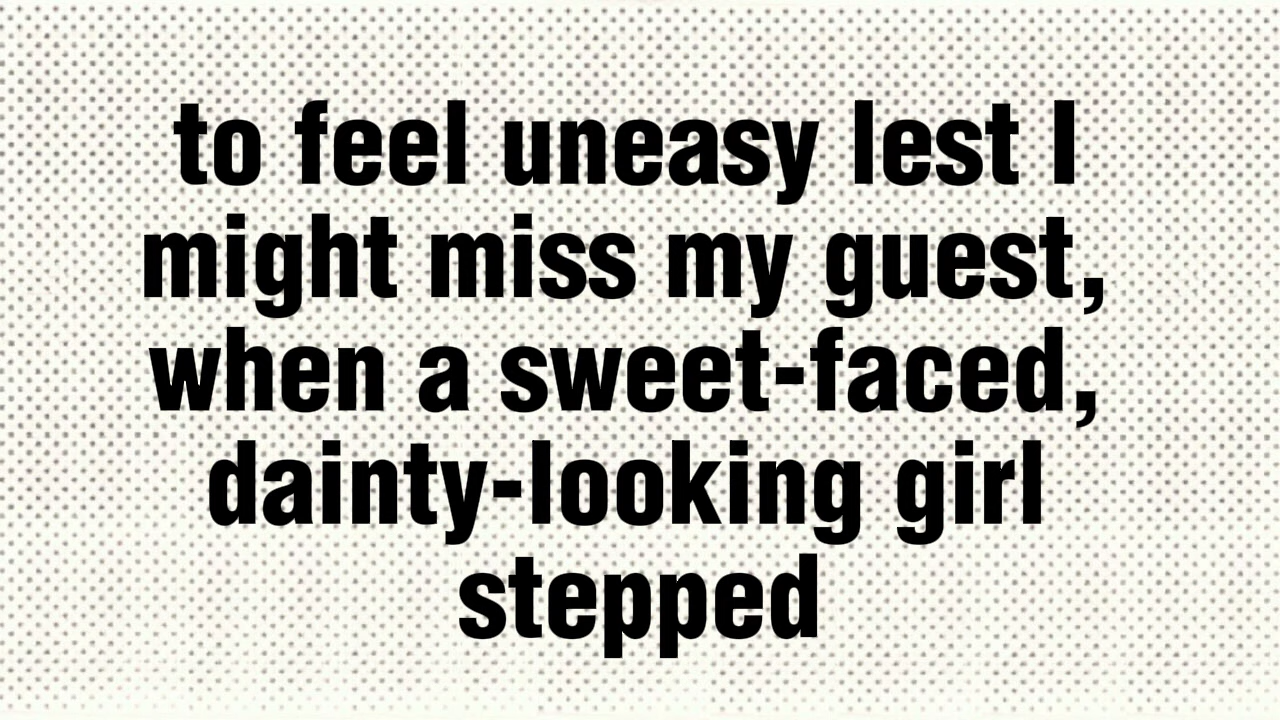 to feel uneasy lest I
might miss my guest,
when a sweet-faced,
dainty-looking girl
stepped